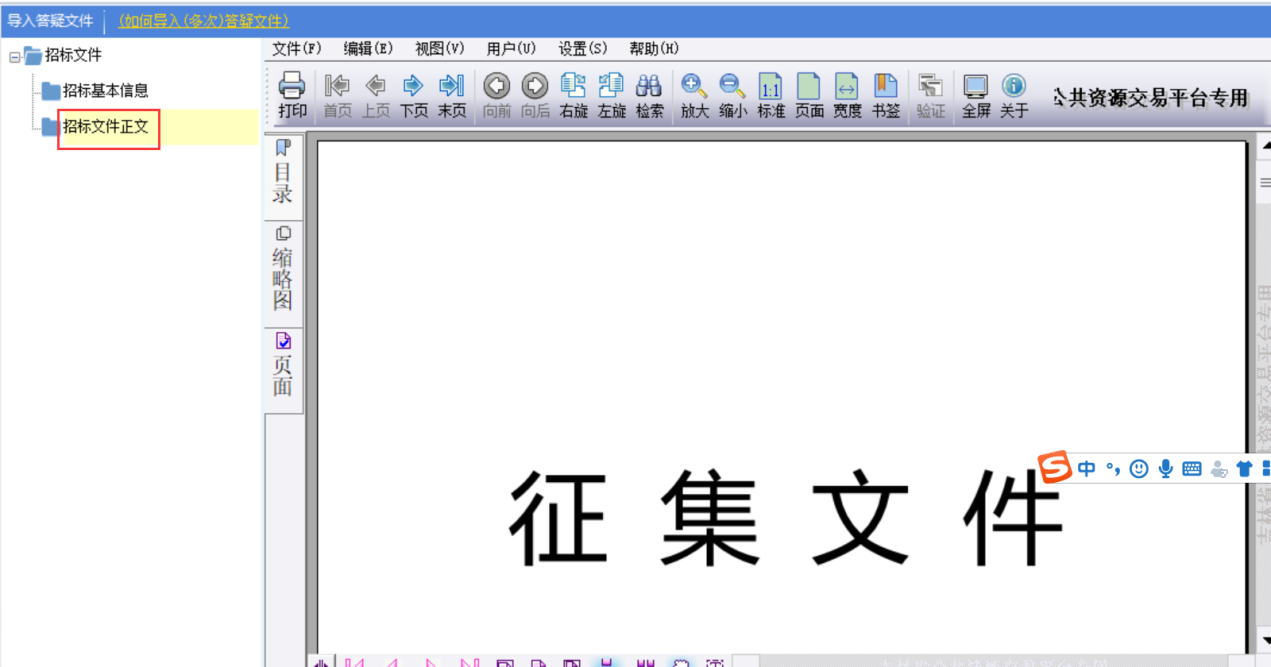 导入答疑文件 (如何导入(多次)答疑文件)
招标文件
招标基本信息
招标文件正文
文件(F) 编辑(E) 视图(V) 用户(U) 设置(S) 帮助(H)
打印 首页 上页 下页 末页 向前 向后 右旋 左旋 检索 放大 缩小 标准 页面 宽度 书签 验证 全屏 关于
共资源交易平台专用
目录
缩略图
页面
征集文件
中